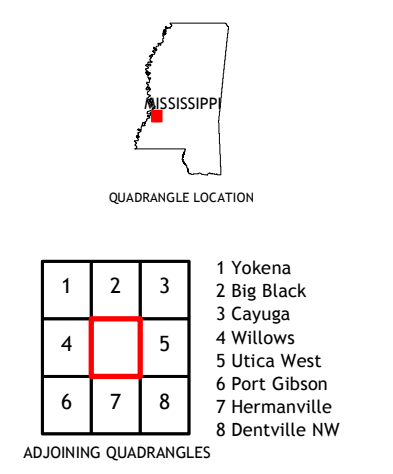 MISSISSIPPI
QUADRANGLE LOCATION
1 2 3
4 5
6 7 8
1 Yokena
2 Big Black
3 Cayuga
4 Willows
5 Utica West
6 Port Gibson
7 Hermanville
8 Dentville NW
ADJOINING QUADRANGLES